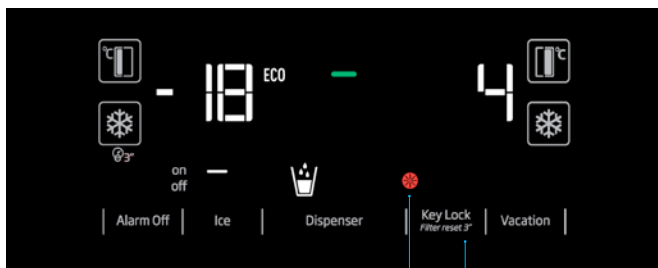 °C
- 18 ECO
4
°C
3"
on
off
Alarm Off
Ice
Dispenser
Key Lock
Filter reset 3"
Vacation